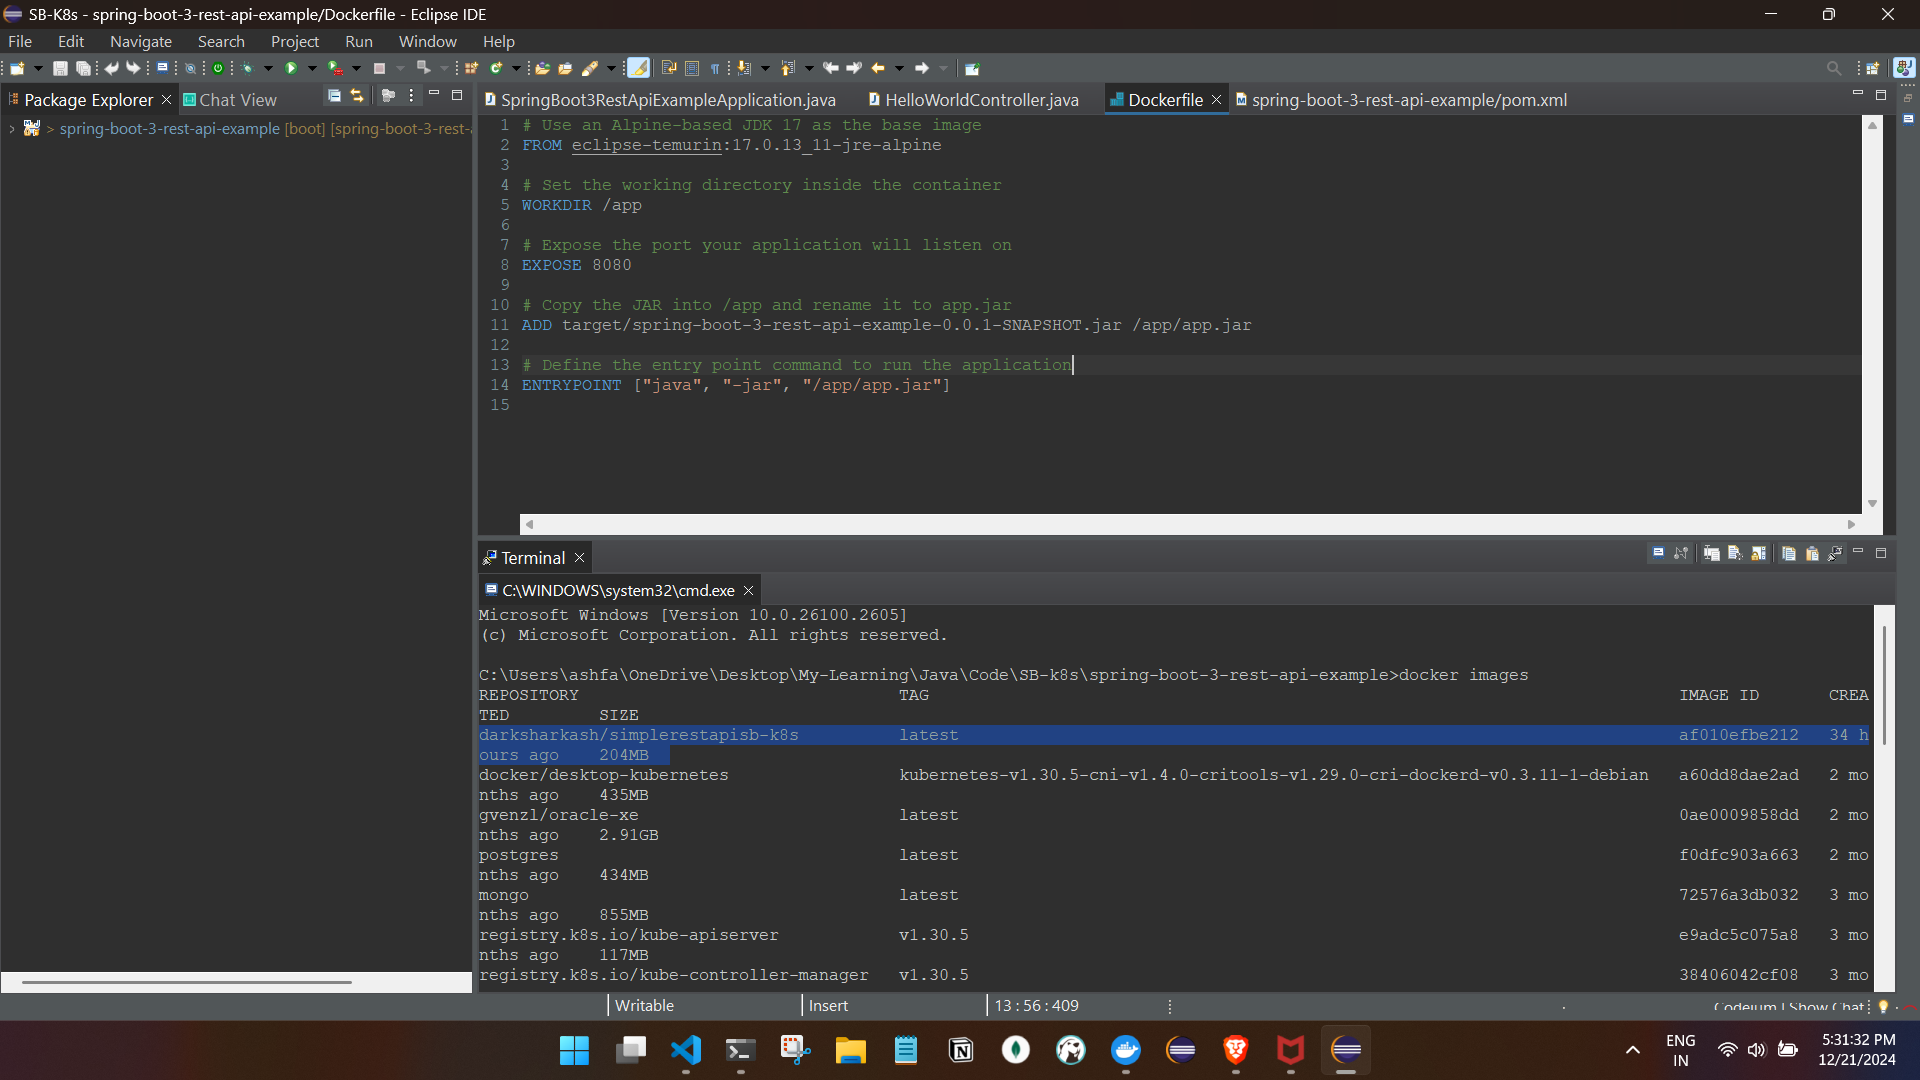 SB-K8s - spring-boot-3-rest-api-example/Dockerfile - Eclipse IDE
File Edit Navigate Search Project Run Window Help
Package Explorer Chat View
> spring-boot-3-rest-api-example [boot] [spring-boot-3-rest-
SpringBoot3RestApiExampleApplication.java HelloWorldController.java Dockerfile spring-boot-3-rest-api-example/pom.xml
1 # Use an Alpine-based JDK 17 as the base image
2 FROM eclipse-temurin:17.0.13_11-jre-alpine
3
4 # Set the working directory inside the container
5 WORKDIR /app
6
7 # Expose the port your application will listen on
8 EXPOSE 8080
9
10 # Copy the JAR into /app and rename it to app.jar
11 ADD target/spring-boot-3-rest-api-example-0.0.1-SNAPSHOT.jar /app/app.jar
12
13 # Define the entry point command to run the application
14 ENTRYPOINT ["java", "-jar", "/app/app.jar"]
15
Terminal
C:\WINDOWS\system32\cmd.exe
Microsoft Windows [Version 10.0.26100.2605]
(c) Microsoft Corporation. All rights reserved.
C:\Users\ashfa\OneDrive\Desktop\My-Learning\Java\Code\SB-k8s\spring-boot-3-rest-api-example>docker images
REPOSITORY TAG IMAGE ID CREA
TED SIZE
darksharkash/simplerestapisb-k8s latest af010efbe212 34 h
ours ago 204MB
docker/desktop-kubernetes kubernetes-v1.30.5-cni-v1.4.0-critools-v1.29.0-cri-dockerd-v0.3.11-1-debian a60dd8dae2ad 2 mo
nths ago 435MB
gvenzl/oracle-xe latest 0ae0009858dd 2 mo
nths ago 2.91GB
postgres latest f0dfc903a663 2 mo
nths ago 434MB
mongo latest 72576a3db032 3 mo
nths ago 855MB
registry.k8s.io/kube-apiserver v1.30.5 e9adc5c075a8 3 mo
nths ago 117MB
registry.k8s.io/kube-controller-manager v1.30.5 38406042cf08 3 mo
Writable Insert 13 : 56 : 409 Codeium | Show Chat
ENG
IN
5:31:32 PM
12/21/2024